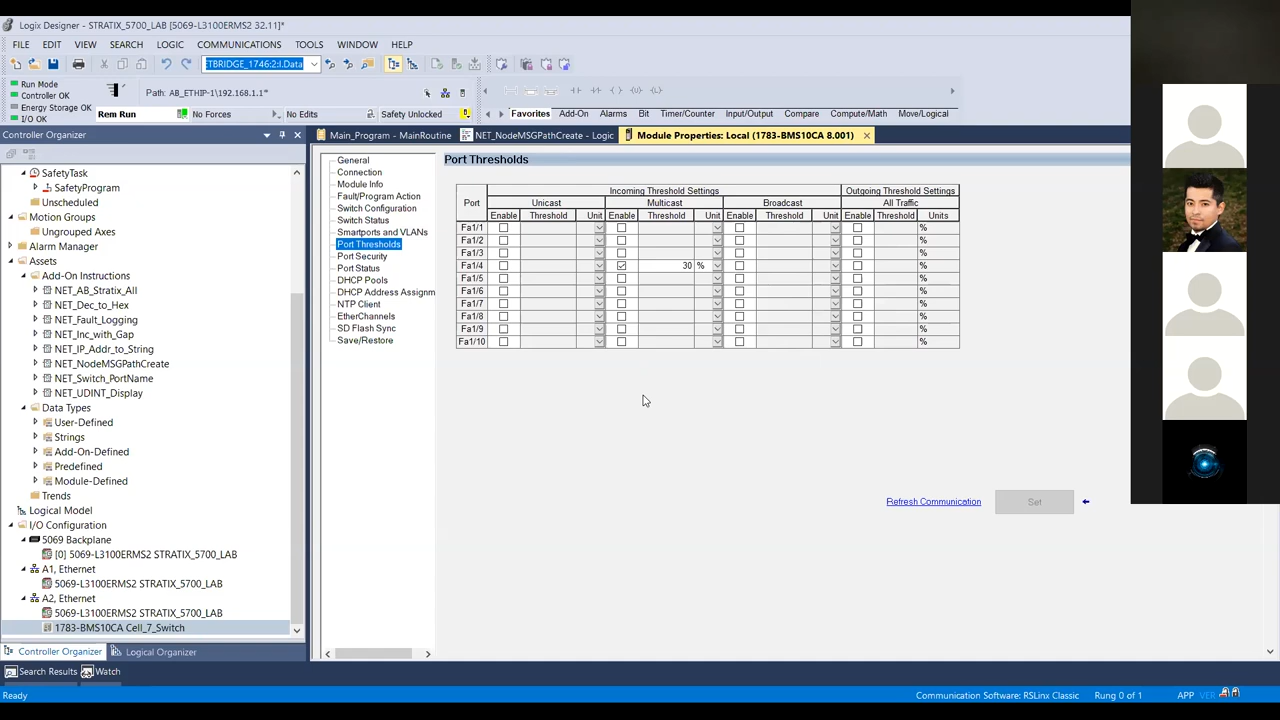 Logix Designer - STRATIX_5700_LAB [5069-L3100ERMS2 32.11]*
FILE EDIT VIEW SEARCH LOGIC COMMUNICATIONS TOOLS WINDOW HELP
ETBRIDGE_1746:2:I.Data
Run Mode
Controller OK
Energy Storage OK
I/O OK
Path: AB_ETHIP-1\192.168.1.1*
Rem Run No Forces No Edits Safety Unlocked
Favorites Add-On Alarms Bit Timer/Counter Input/Output Compare Compute/Math Move/Logical
Controller Organizer
SafetyTask
SafetyProgram
Unscheduled
Motion Groups
Ungrouped Axes
Alarm Manager
Assets
Add-On Instructions
NET_AB_Stratix_All
NET_Dec_to_Hex
NET_Fault_Logging
NET_Inc_with_Gap
NET_IP_Addr_to_String
NET_NodeMSGPathCreate
NET_Switch_PortName
NET_UDINT_Display
Data Types
User-Defined
Strings
Add-On-Defined
Predefined
Module-Defined
Trends
Logical Model
I/O Configuration
5069 Backplane
[0] 5069-L3100ERMS2 STRATIX_5700_LAB
A1, Ethernet
5069-L3100ERMS2 STRATIX_5700_LAB
A2, Ethernet
5069-L3100ERMS2 STRATIX_5700_LAB
1783-BMS10CA Cell_7_Switch
Controller Organizer Logical Organizer
Main_Program - MainRoutine NET_NodeMSGPathCreate - Logic Module Properties: Local (1783-BMS10CA 8.001)
General
Connection
Module Info
Fault/Program Action
Switch Configuration
Switch Status
Smartports and VLANs
Port Thresholds
Port Security
Port Status
DHCP Pools
DHCP Address Assignm
NTP Client
EtherChannels
SD Flash Sync
Save/Restore
Port Thresholds
Port Incoming Threshold Settings Outgoing Threshold Settings
Unicast Multicast Broadcast All Traffic
Enable Threshold Unit Enable Threshold Unit Enable Threshold Unit Enable Threshold Units
Fa1/1 %
Fa1/2 %
Fa1/3 %
Fa1/4 30 % %
Fa1/5 %
Fa1/6 %
Fa1/7 %
Fa1/8 %
Fa1/9 %
Fa1/10 %
Refresh Communication Set
Search Results Watch
Ready Communication Software: RSLinx Classic Rung 0 of 1 APP VER